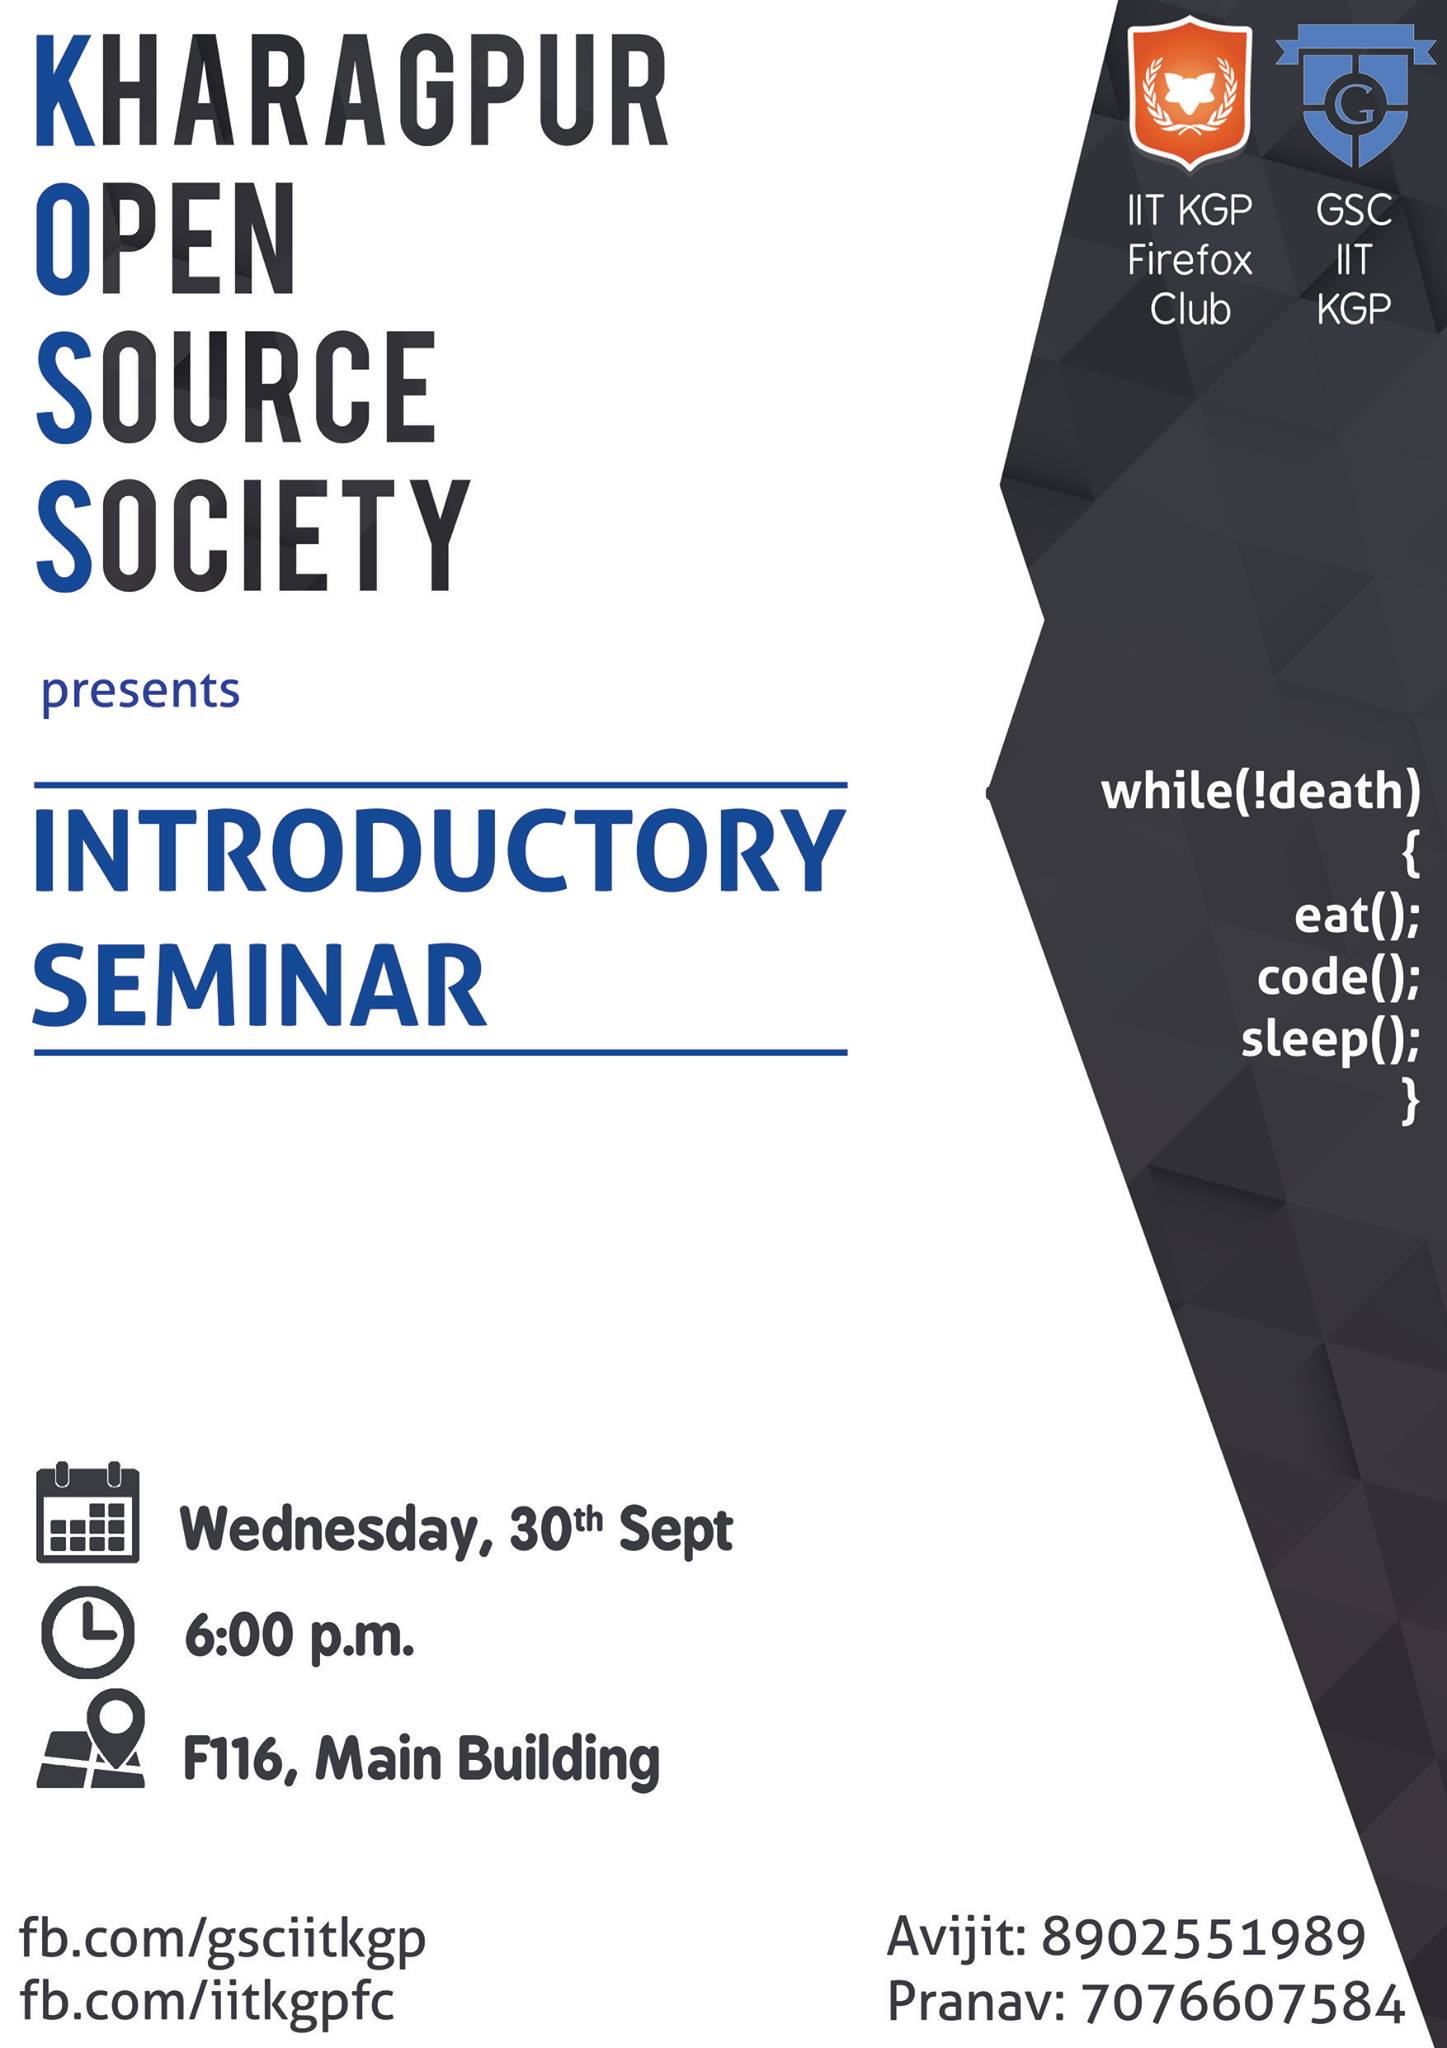 KHARAGPUR
OPEN
SOURCE
SOCIETY
presents
INTRODUCTORY
SEMINAR
IIT KGP
Firefox
Club
G
GSC
IIT
KGP
while(!death)
{
eat();
code();
sleep();
}
Wednesday, 30th Sept
6:00 p.m.
F116, Main Building
fb.com/gsciitkgp
fb.com/iitkgpfc
Avijit: 8902551989
Pranav: 7076607584